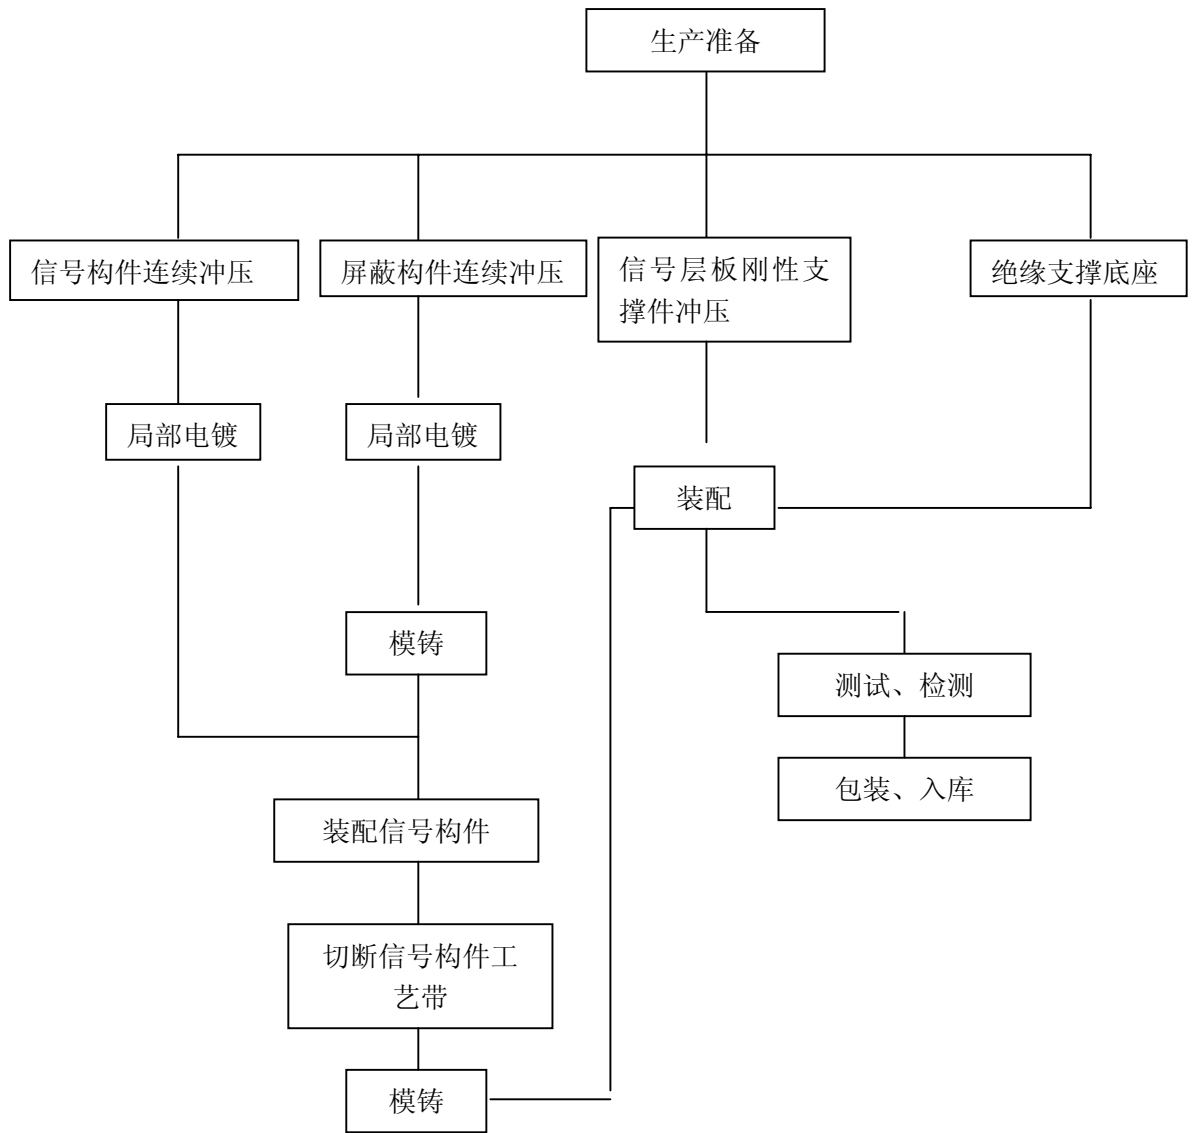 生产准备
信号构件连续冲压
屏蔽构件连续冲压
信号层板刚性支
撑件冲压
绝缘支撑底座
局部电镀
局部电镀
装配
模铸
测试、检测
包装、入库
装配信号构件
切断信号构件工
艺带
模铸